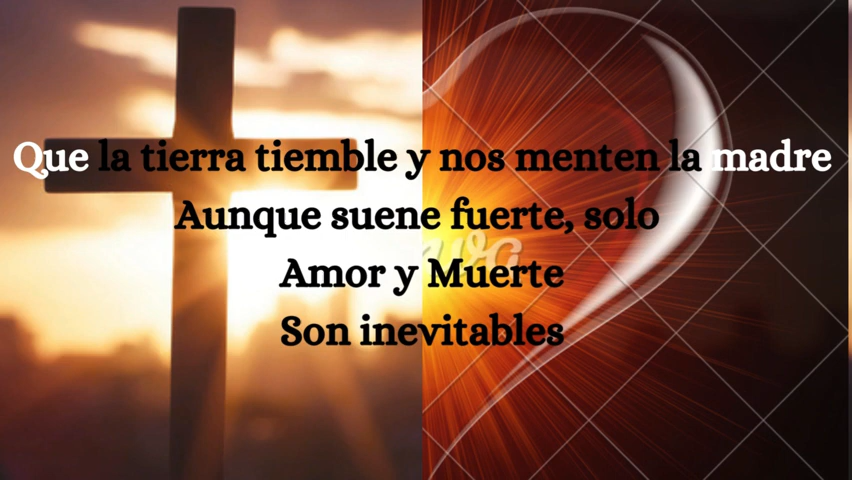 Que la tierra tiemble y nos menten la madre
Aunque suene fuerte, solo
Amor y Muerte
Son inevitables